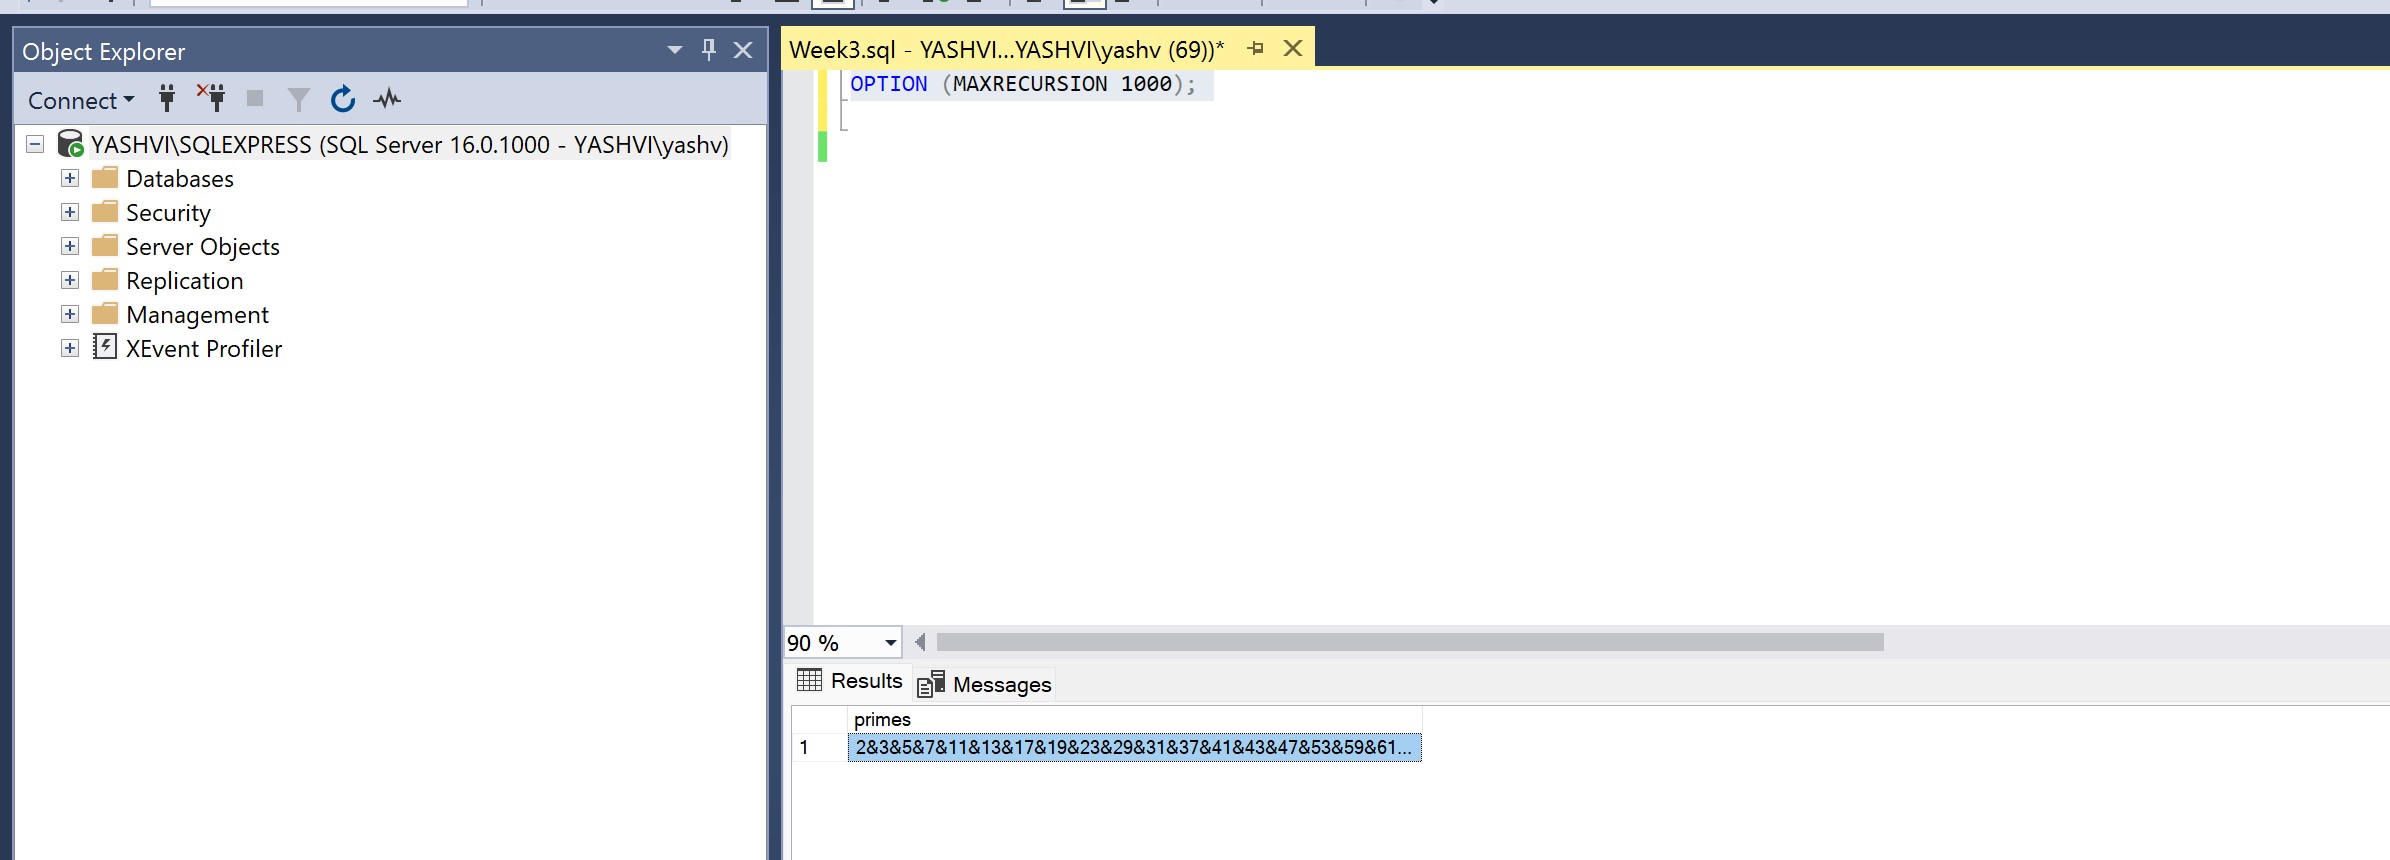 Object Explorer
Connect
YASHVI\SQLEXPRESS (SQL Server 16.0.1000 - YASHVI\yashv)
Databases
Security
Server Objects
Replication
Management
XEvent Profiler
Week3.sql - YASHVI...YASHVI\yashv (69))*
OPTION (MAXRECURSION 1000);
90 %
Results
Messages
primes
1 2&3&5&7&11&13&17&19&23&29&31&37&41&43&47&53&59&61...